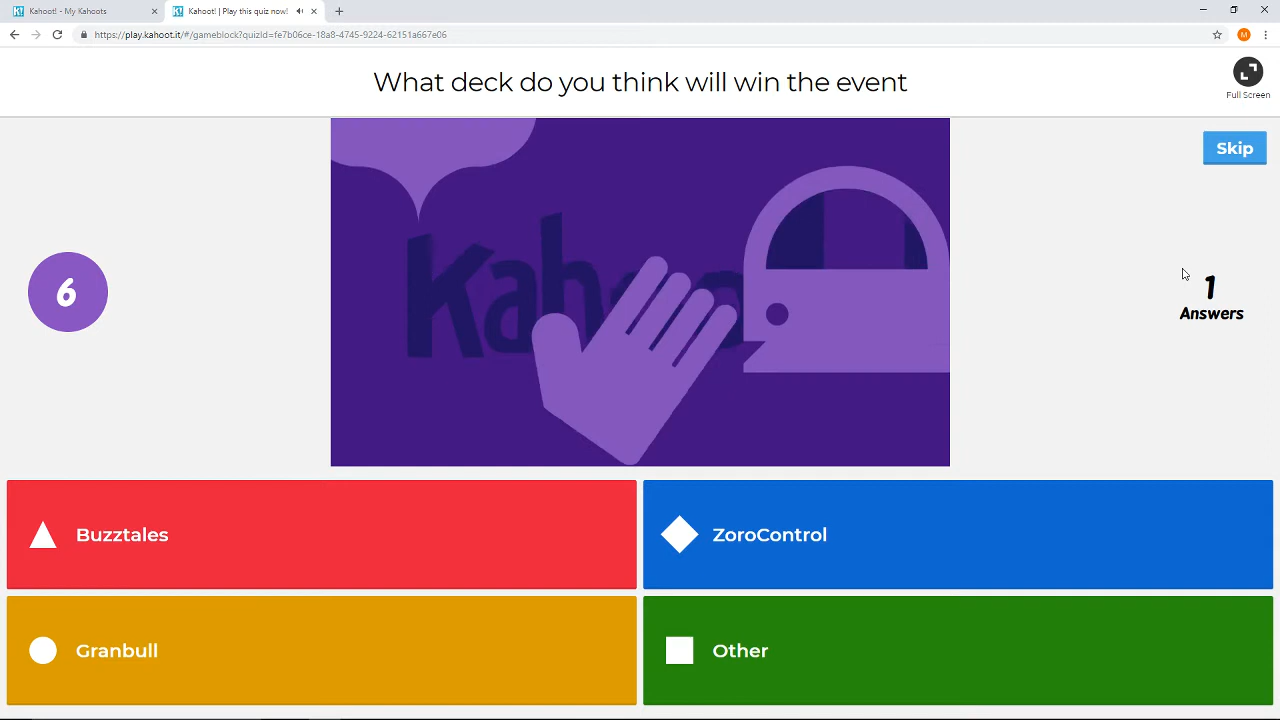 Kahoot! - My Kahoots
Kahoot! | Play this quiz now!
https://play.kahoot.it/#/gameblock?quizId=fe7b06ce-18a8-4745-9224-62151a667e06
M
What deck do you think will win the event
Full Screen
Skip
6
1
Answers
Buzztales
ZoroControl
Granbull
Other